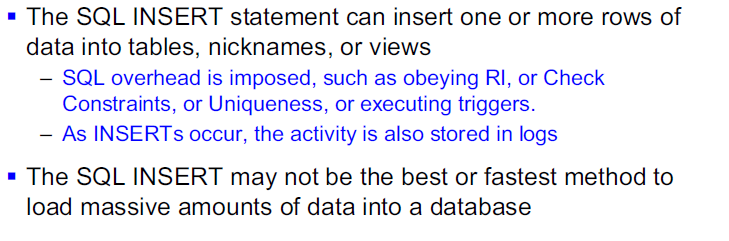 ▪ The SQL INSERT statement can insert one or more rows of
data into tables, nicknames, or views
– SQL overhead is imposed, such as obeying RI, or Check
Constraints, or Uniqueness, or executing triggers.
– As INSERTs occur, the activity is also stored in logs
▪ The SQL INSERT may not be the best or fastest method to
load massive amounts of data into a database